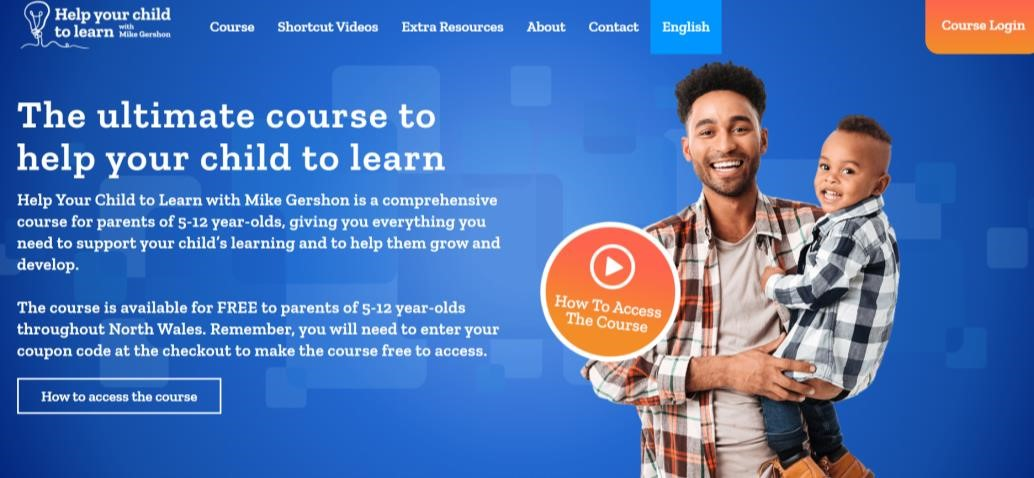 Help your child
to learn with
Mike Gershon
Course
Shortcut Videos
Extra Resources
About
Contact
English
Course Login
The ultimate course to
help your child to learn
Help Your Child to Learn with Mike Gershon is a comprehensive
course for parents of 5-12 year-olds, giving you everything you
need to support your child’s learning and to help them grow and
develop.
The course is available for FREE to parents of 5-12 year-olds
throughout North Wales. Remember, you will need to enter your
coupon code at the checkout to make the course free to access.
How to access the course
How To Access
The Course